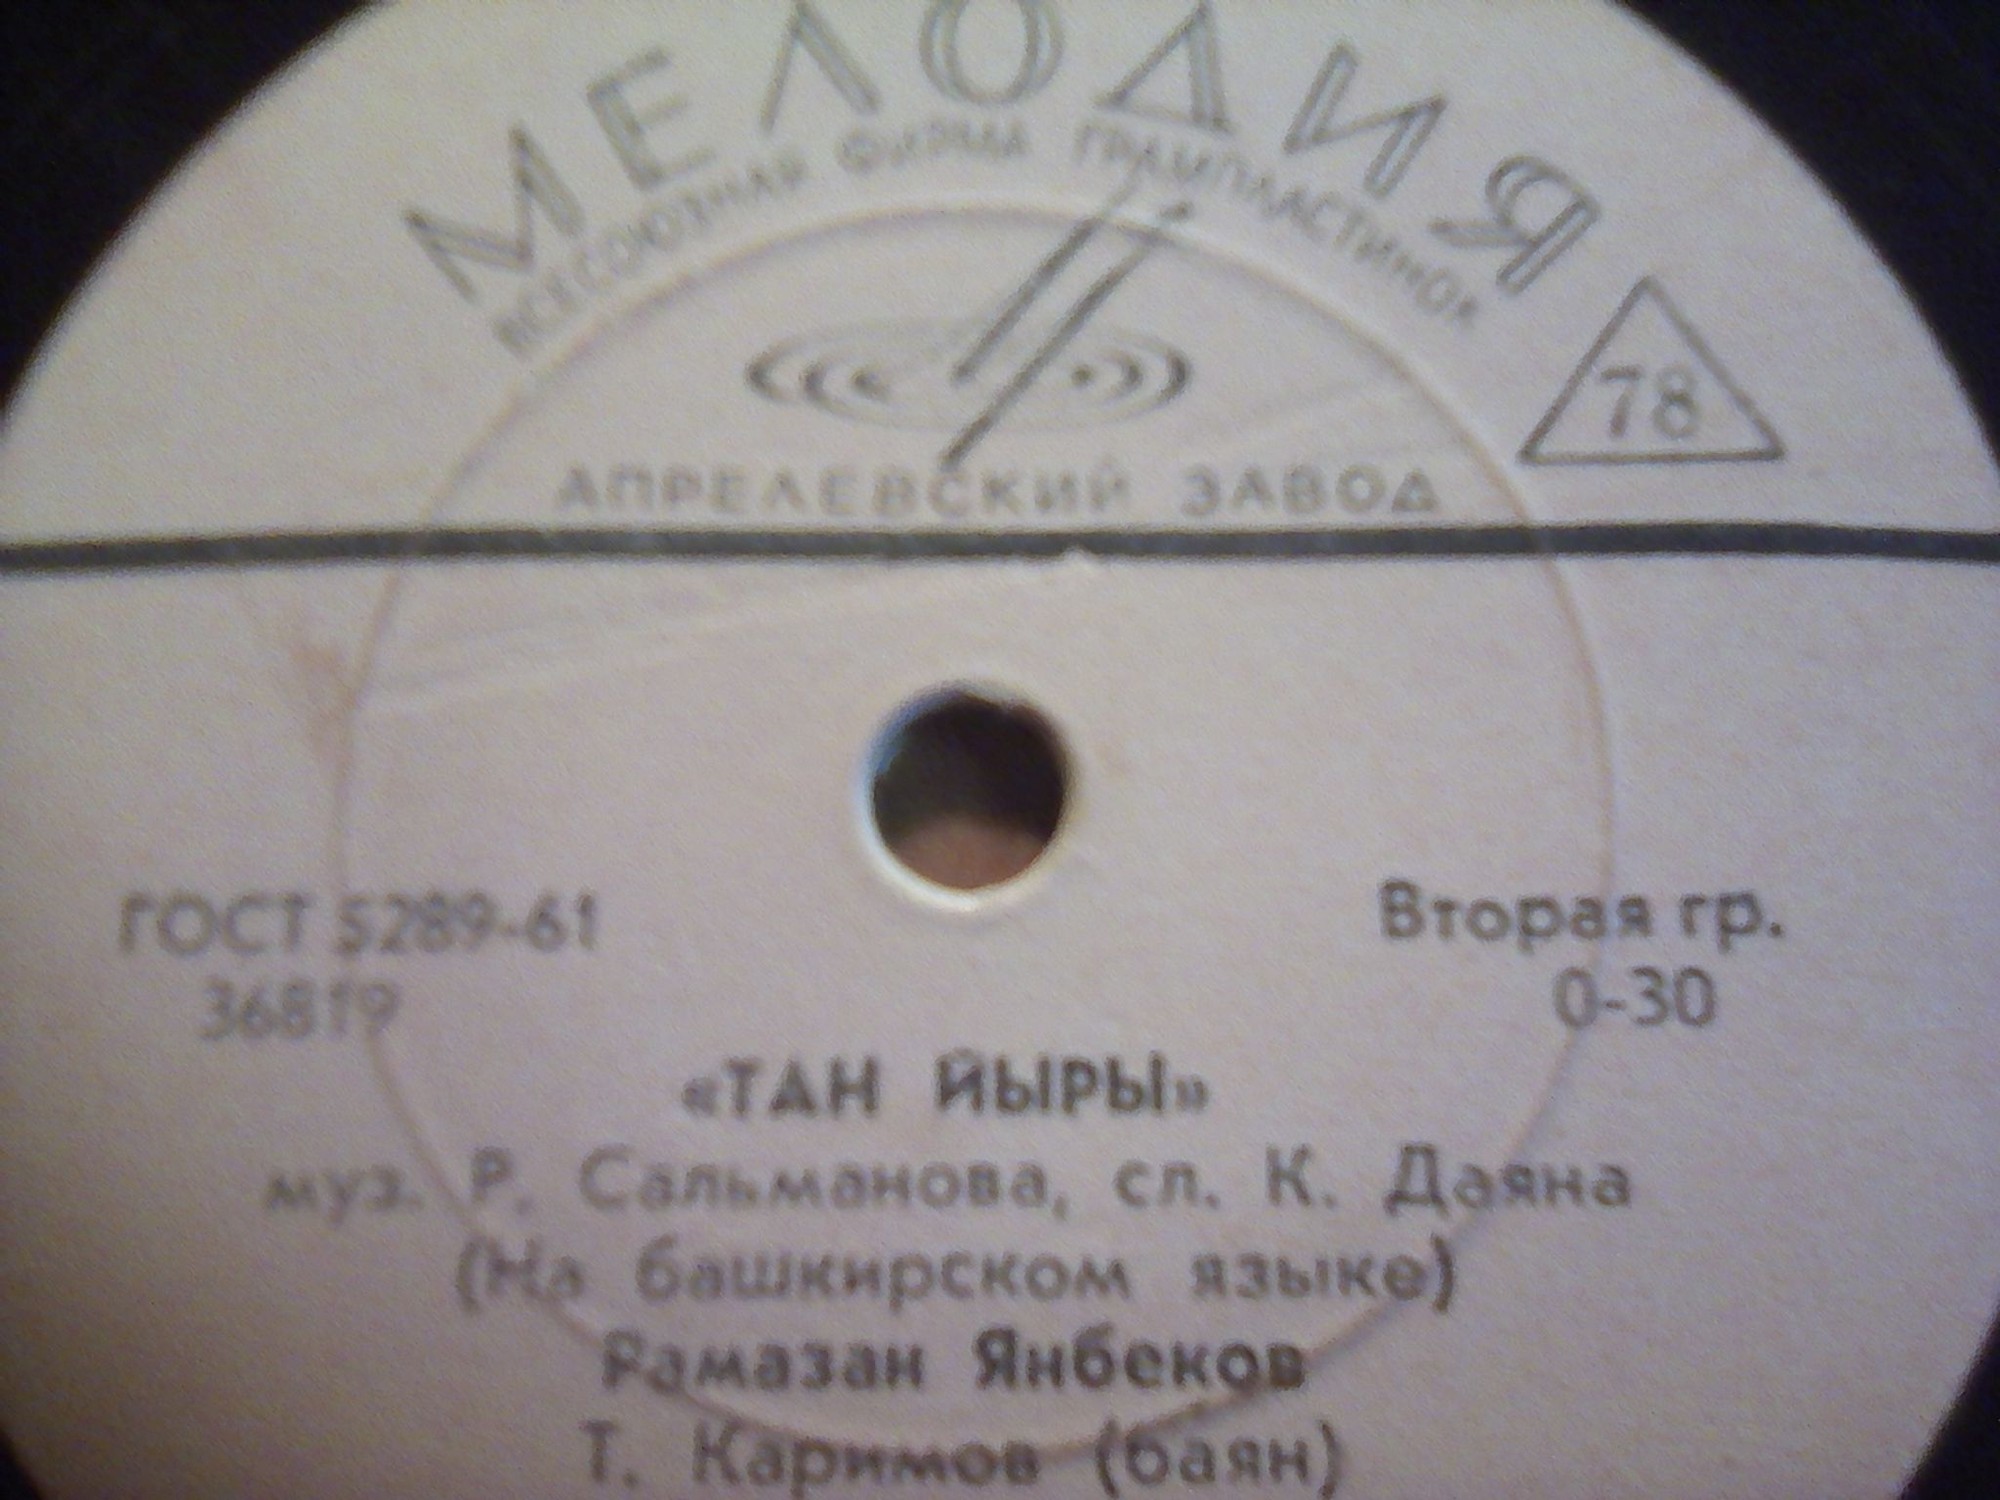 МЕЛОДИЯ
ВСЕСОЮЗНАЯ ФИРМА ГРАМПЛАСТИНОК
78
АПРЕЛЕВСКИЙ ЗАВОД
ГОСТ 5289-61
36819
Вторая гр.
0-30
«ТАН ЙЫРЫ»
муз. Р. Сальманова, сл. К. Даяна
(На башкирском языке)
Рамазан Янбеков
Т. Каримов (баян)